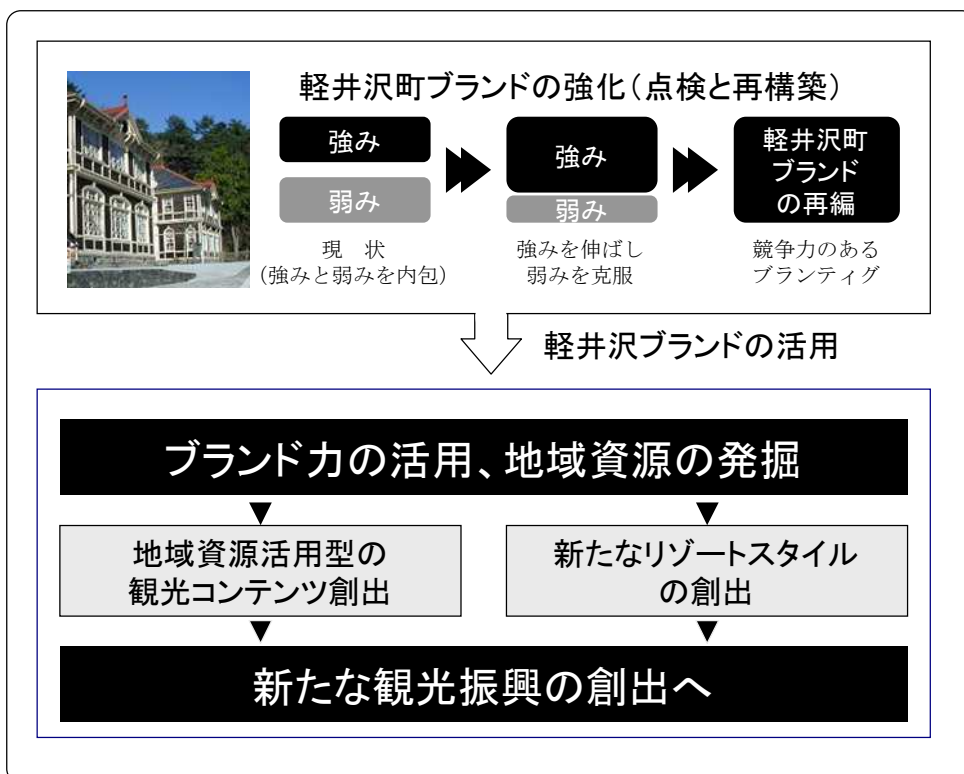 軽井沢町ブランドの強化（点検と再構築）
強み
弱み
現　状
（強みと弱みを内包）
強み
弱み
強みを伸ばし
弱みを克服
軽井沢町
ブランド
の再編
競争力のある
ブランティグ
軽井沢ブランドの活用
ブランド力の活用、地域資源の発掘
地域資源活用型の
観光コンテンツ創出
新たなリゾートスタイル
の創出
新たな観光振興の創出へ